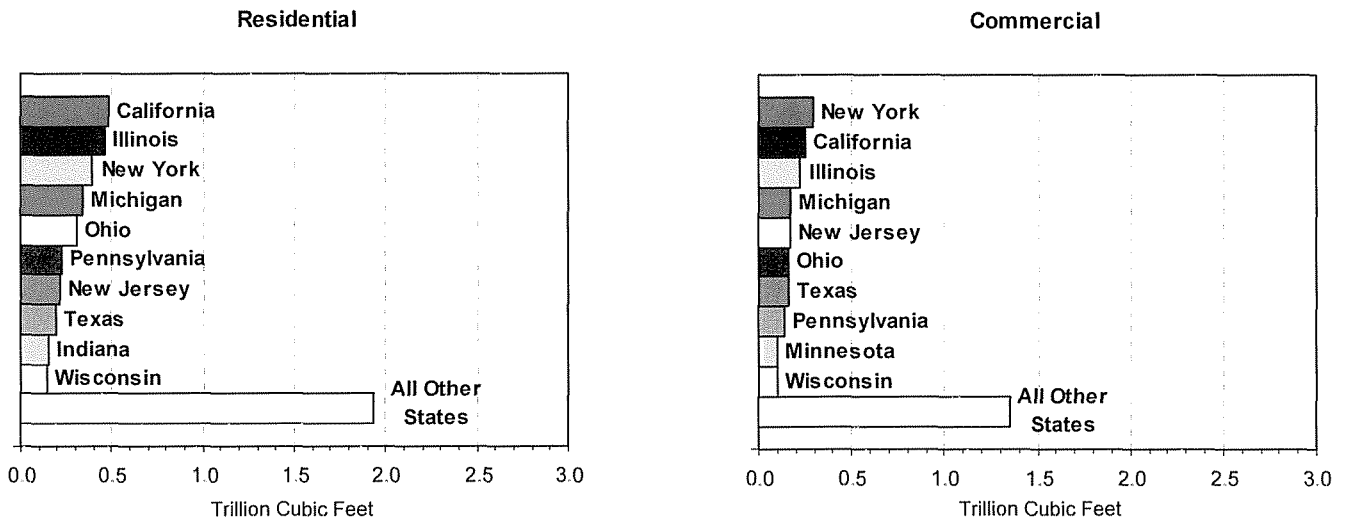 Residential
California
Illinois
New York
Michigan
Ohio
Pennsylvania
New Jersey
Texas
Indiana
Wisconsin
All Other
States
0.0 0.5 1.0 1.5 2.0 2.5 3.0
Trillion Cubic Feet
Commercial
New York
California
Illinois
Michigan
New Jersey
Ohio
Texas
Pennsylvania
Minnesota
Wisconsin
All Other
States
0.0 0.5 1.0 1.5 2.0 2.5 3.0
Trillion Cubic Feet